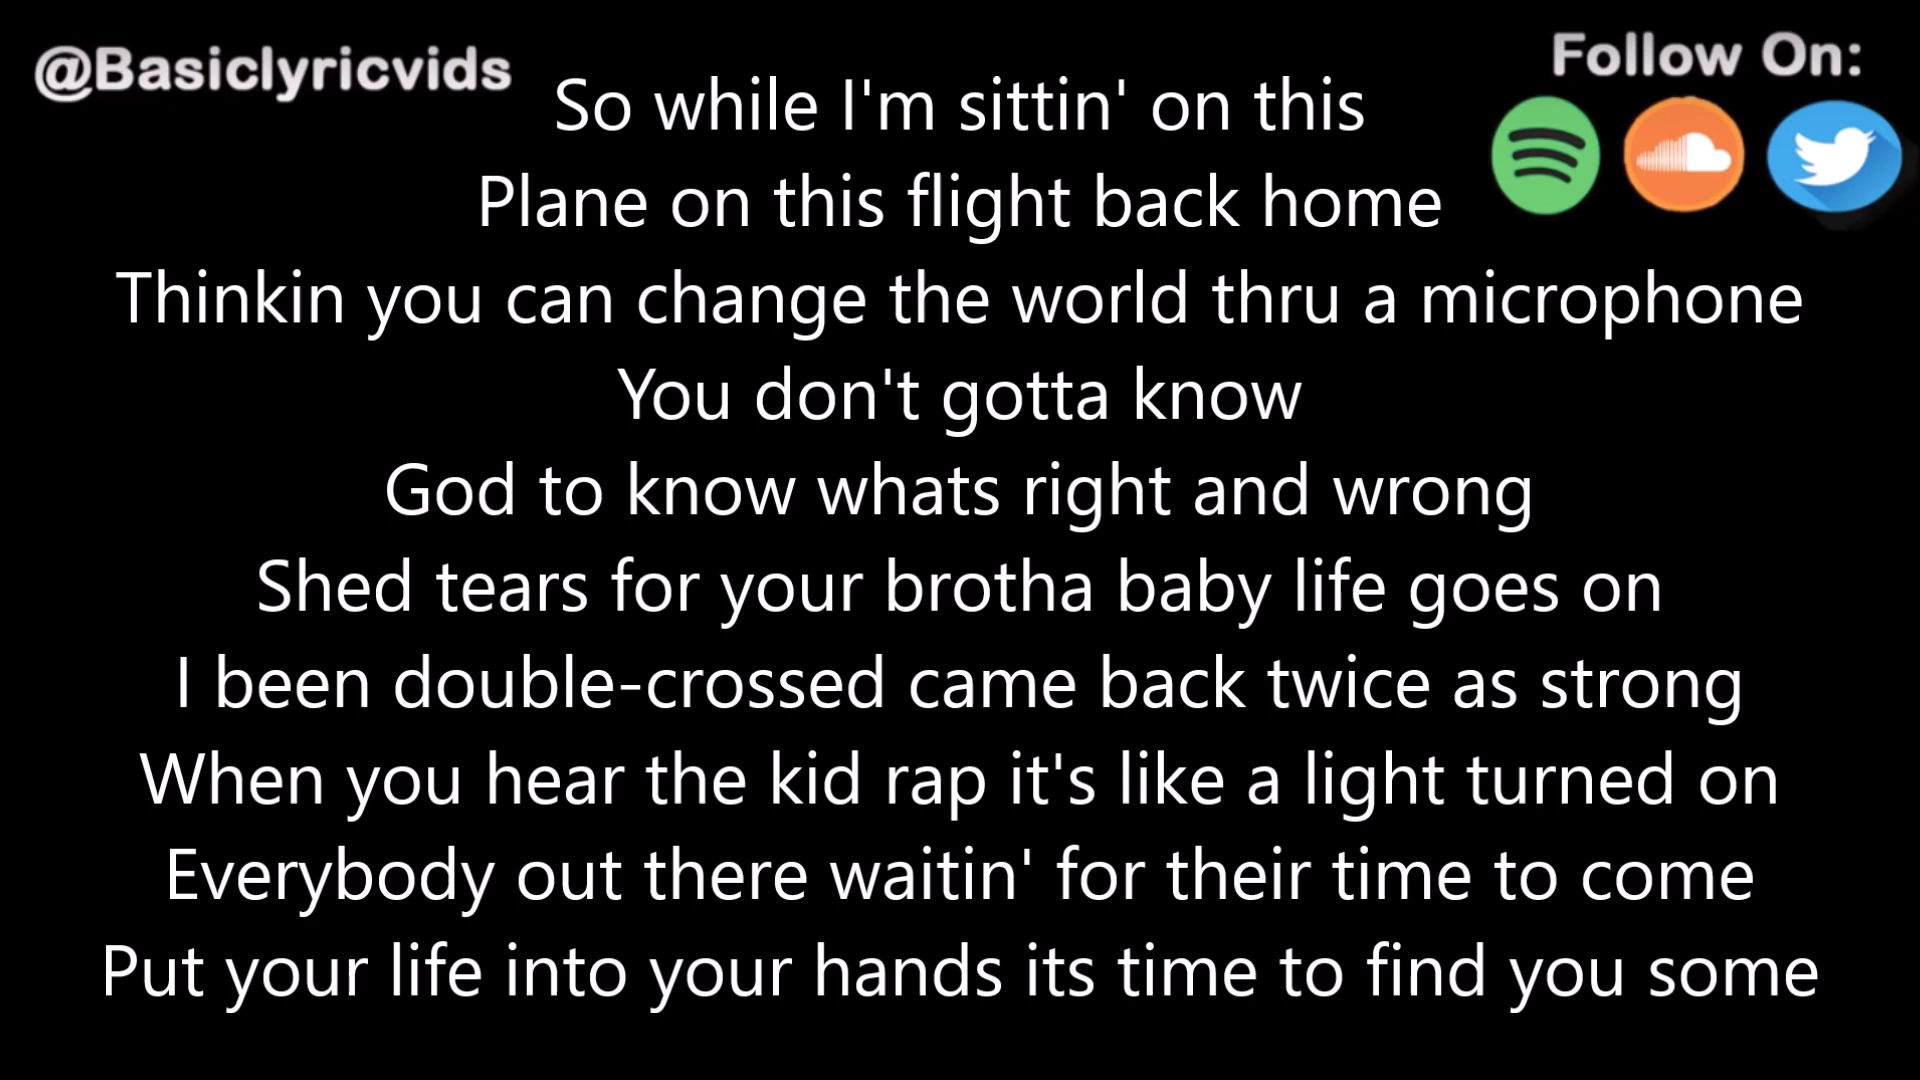 @Basiclyricvids
Follow On:
So while I'm sittin' on this
Plane on this flight back home
Thinkin you can change the world thru a microphone
You don't gotta know
God to know whats right and wrong
Shed tears for your brotha baby life goes on
I been double-crossed came back twice as strong
When you hear the kid rap it's like a light turned on
Everybody out there waitin' for their time to come
Put your life into your hands its time to find you some